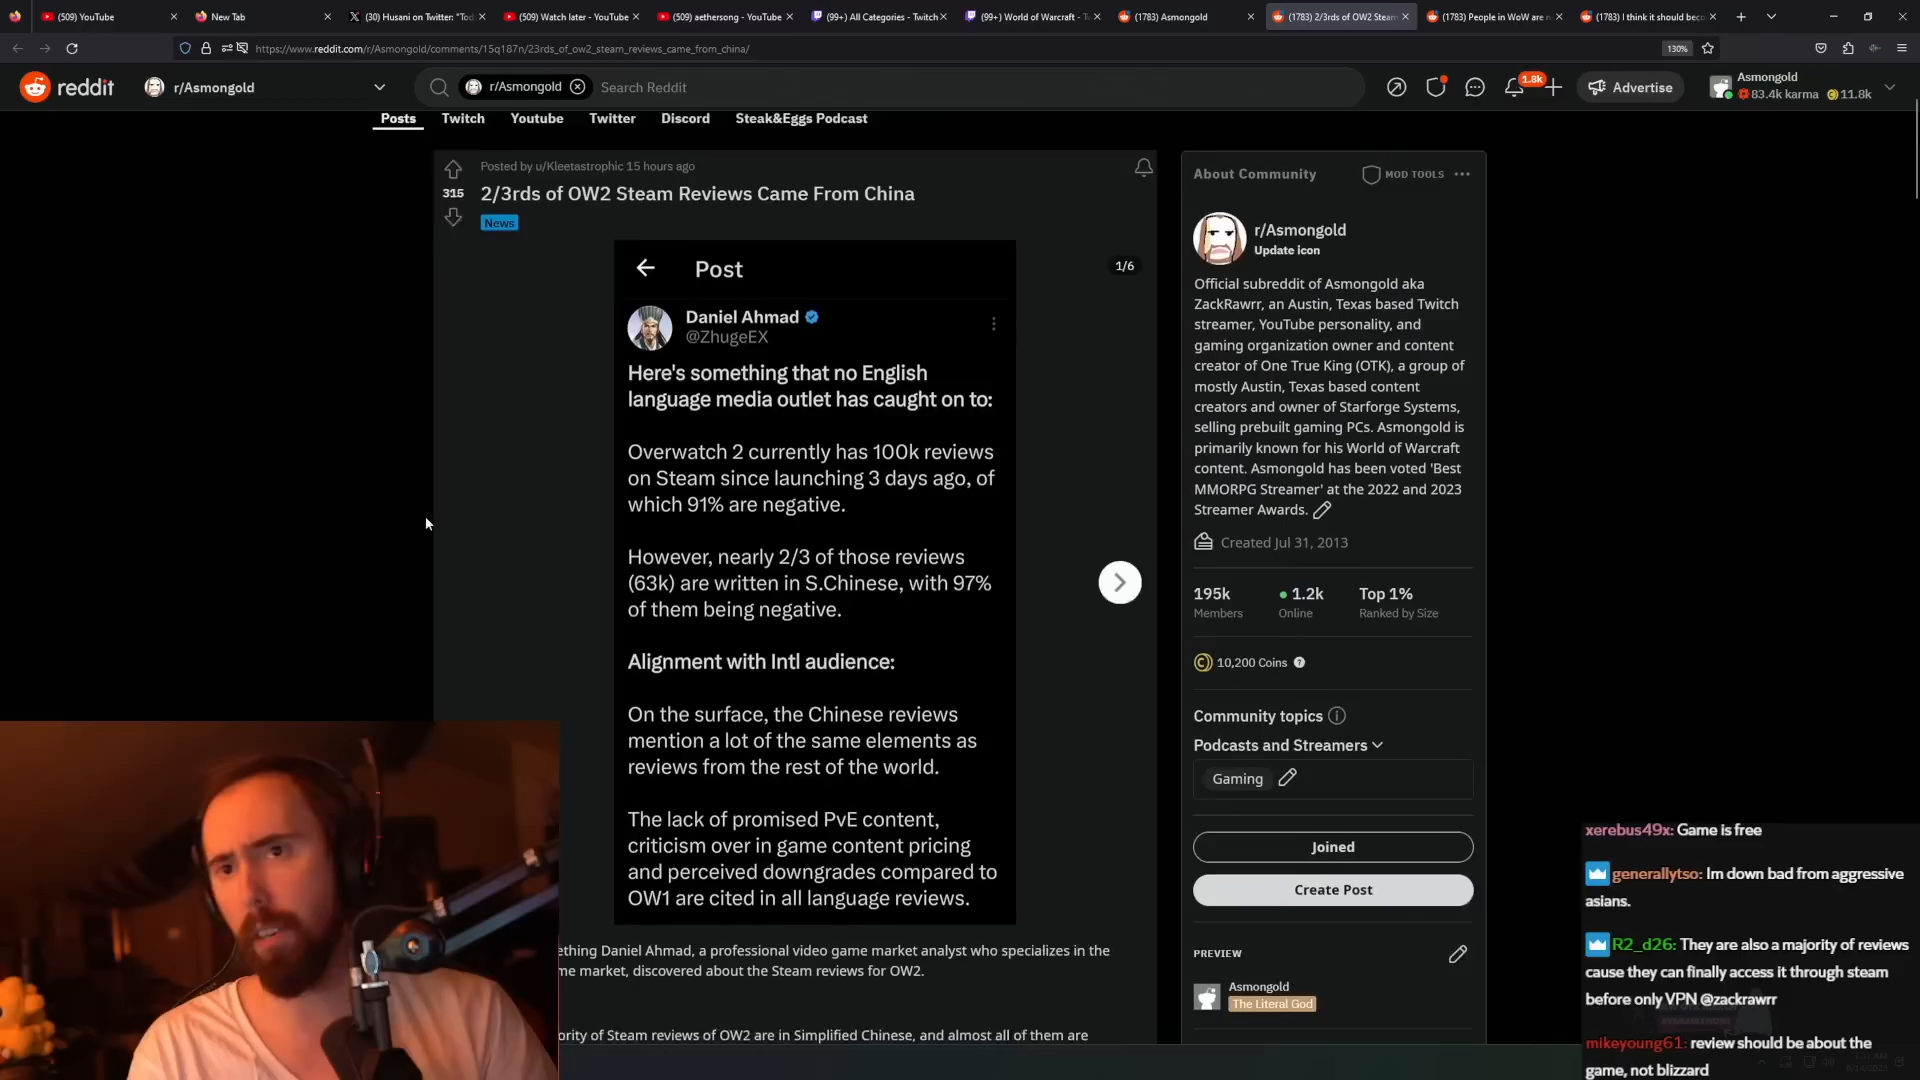 (509) YouTube
New Tab
(30) Husani on Twitter: "Tod
(509) Watch later - YouTube
(509) aethersong - YouTube
(99+) All Categories - Twitch
(99+) World of Warcraft - Tw
(1783) Asmongold
(1783) 2/3rds of OW2 Steam
(1783) People in WoW are n
(1783) I think it should beco
https://www.reddit.com/r/Asmongold/comments/15q187n/23rds_of_ow2_steam_reviews_came_from_china/
130%
reddit
r/Asmongold
r/Asmongold
Search Reddit
1.8k
Advertise
Asmongold
83.4k karma
11.8k
Posts
Twitch
Youtube
Twitter
Discord
Steak&Eggs Podcast
Posted by u/Kleetastrophic 15 hours ago
315
2/3rds of OW2 Steam Reviews Came From China
News
Post
1/6
Daniel Ahmad
@ZhugeEX
Here's something that no English
language media outlet has caught on to:
Overwatch 2 currently has 100k reviews
on Steam since launching 3 days ago, of
which 91% are negative.
However, nearly 2/3 of those reviews
(63k) are written in S.Chinese, with 97%
of them being negative.
Alignment with Intl audience:
On the surface, the Chinese reviews
mention a lot of the same elements as
reviews from the rest of the world.
The lack of promised PvE content,
criticism over in game content pricing
and perceived downgrades compared to
OW1 are cited in all language reviews.
Daniel Ahmad, a professional video game market analyst who specializes in the
market, discovered about the Steam reviews for OW2.
of Steam reviews of OW2 are in Simplified Chinese, and almost all of them are
About Community
MOD TOOLS
r/Asmongold
Update icon
Official subreddit of Asmongold aka
ZackRawrr, an Austin, Texas based Twitch
streamer, YouTube personality, and
gaming organization owner and content
creator of One True King (OTK), a group of
mostly Austin, Texas based content
creators and owner of Starforge Systems,
selling prebuilt gaming PCs. Asmongold is
primarily known for his World of Warcraft
content. Asmongold has been voted 'Best
MMORPG Streamer' at the 2022 and 2023
Streamer Awards.
Created Jul 31, 2013
195k
1.2k
Top 1%
Members
Online
Ranked by Size
10,200 Coins
Community topics
Podcasts and Streamers
Gaming
Joined
Create Post
PREVIEW
Asmongold
The Literal God
xerebus49x: Game is free
generallytso: Im down bad from aggressive
asians.
R2_d26: They are also a majority of reviews
cause they can finally access it through steam
before only VPN @zackrawrr
mikeyoung61: review should be about the
game, not blizzard